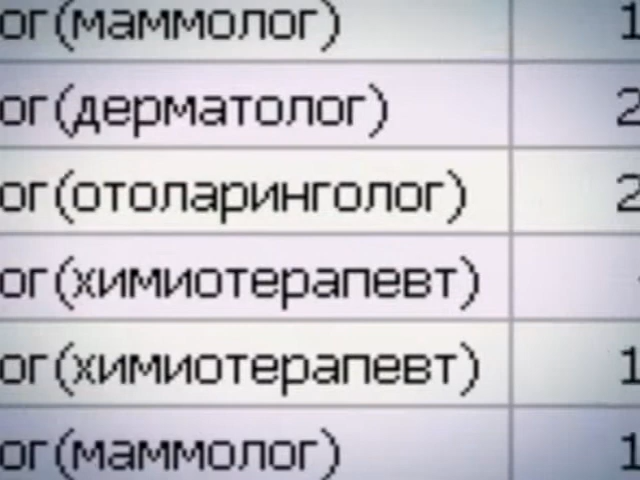 ог(маммолог) 1
ог(дерматолог) 2
ог(отоларинголог) 2
ог(химиотерапевт)
ог(химиотерапевт) 1
ог(маммолог) 1